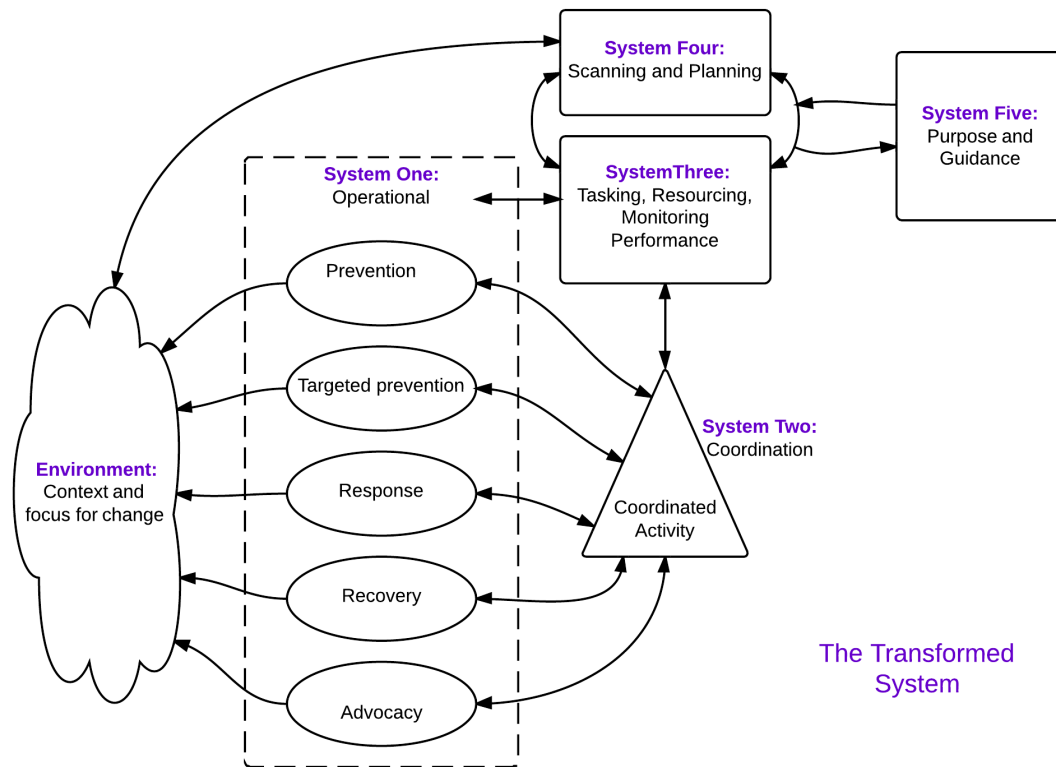 System Four:
Scanning and Planning
System Five:
Purpose and
Guidance
System One:
Operational
SystemThree:
Tasking, Resourcing,
Monitoring
Performance
Prevention
Targeted prevention
System Two:
Coordination
Environment:
Context and
focus for change
Response
Coordinated
Activity
Recovery
Advocacy
The Transformed
System